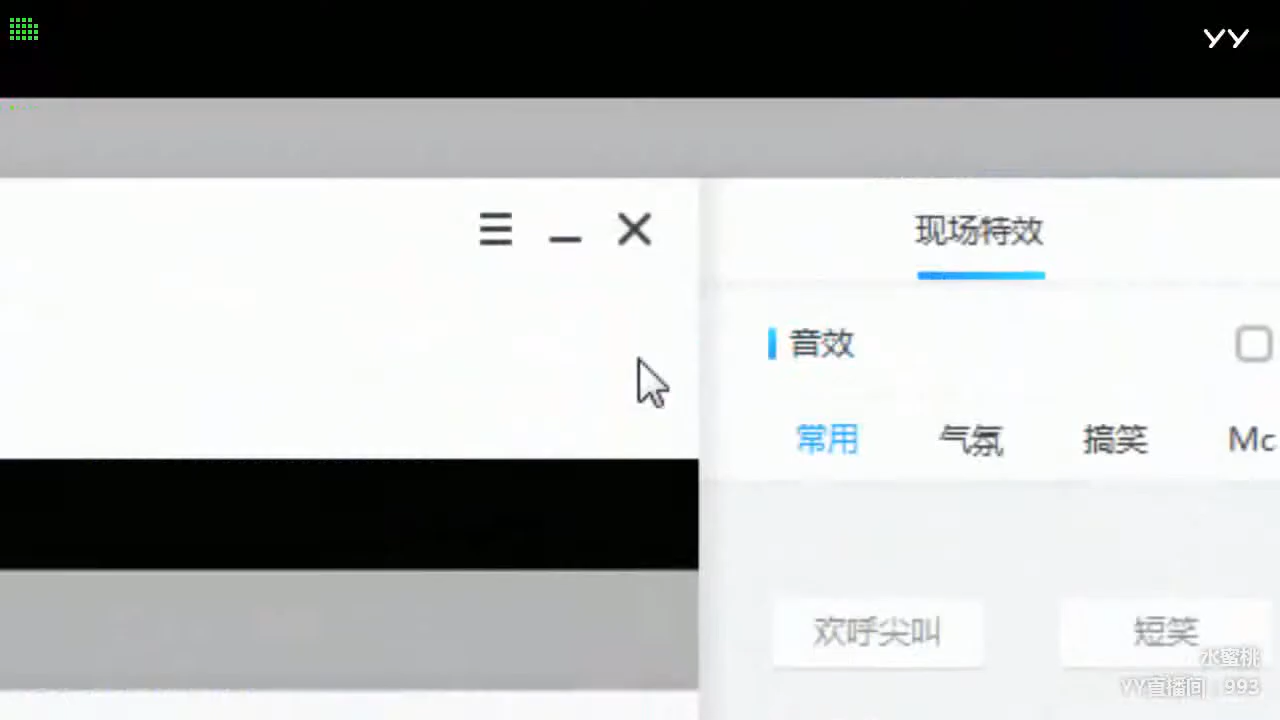 YY
现场特效
音效
常用 气氛 搞笑 Mc
欢呼尖叫 短笑
水蜜桃
YY直播间：993